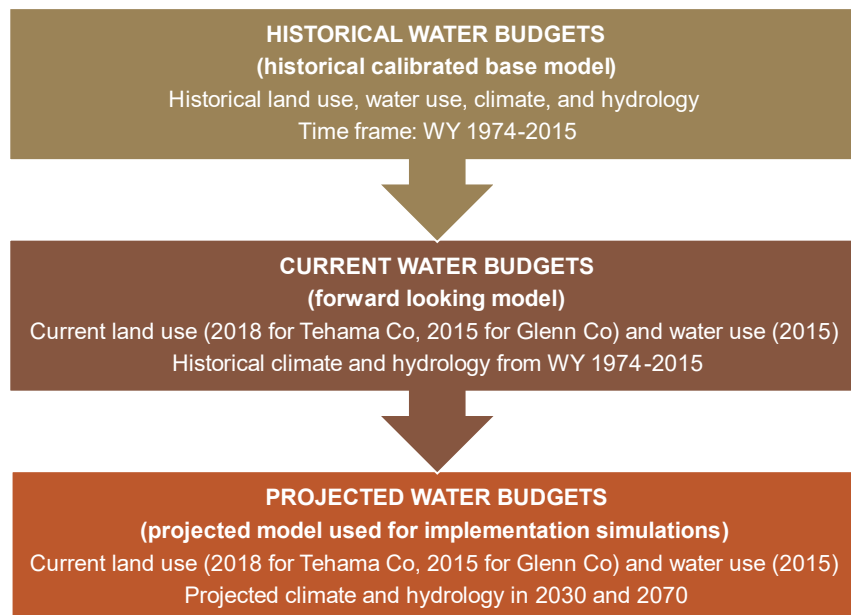 HISTORICAL WATER BUDGETS
(historical calibrated base model)
Historical land use, water use, climate, and hydrology
Time frame: WY 1974-2015
CURRENT WATER BUDGETS
(forward looking model)
Current land use (2018 for Tehama Co, 2015 for Glenn Co) and water use (2015)
Historical climate and hydrology from WY 1974-2015
PROJECTED WATER BUDGETS
(projected model used for implementation simulations)
Current land use (2018 for Tehama Co, 2015 for Glenn Co) and water use (2015)
Projected climate and hydrology in 2030 and 2070